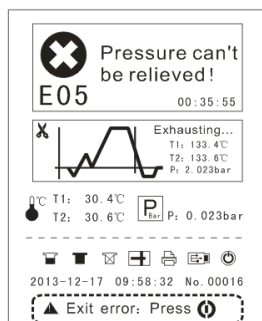 Pressure can't
be relieved!
E05
00:35:55
Exhausting...
T1: 133.4℃
T2: 133.6℃
P: 2.023bar
℃ T1: 30.4℃
T2: 30.6℃
P Bar P: 0.023bar
2013-12-17 09:58:32 No.00016
Exit error: Press